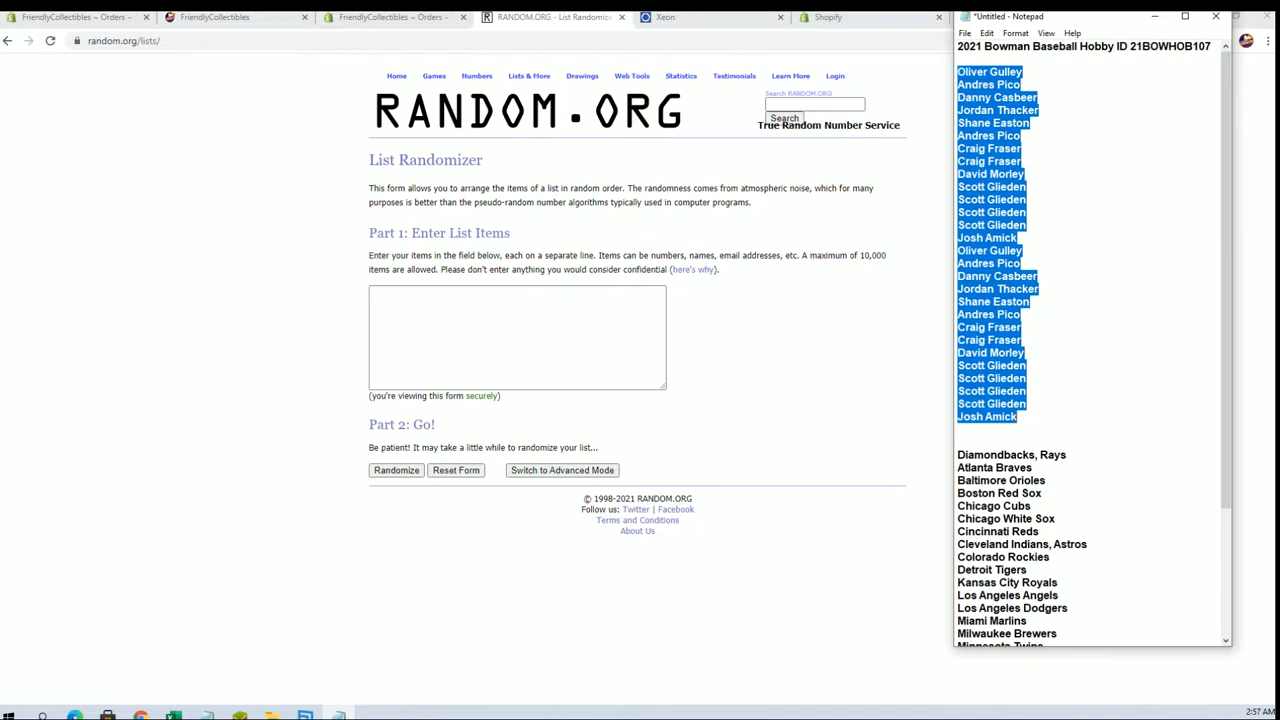 FriendlyCollectibles ~ Orders ~
FriendlyCollectibles
FriendlyCollectibles ~ Orders ~
RANDOM.ORG - List Randomize
Xeon
Shopify
random.org/lists/
Home Games Numbers Lists & More Drawings Web Tools Statistics Testimonials Learn More Login
RANDOM.ORG
Search RANDOM.ORG
Search
True Random Number Service
List Randomizer
This form allows you to arrange the items of a list in random order. The randomness comes from atmospheric noise, which for many
purposes is better than the pseudo-random number algorithms typically used in computer programs.
Part 1: Enter List Items
Enter your items in the field below, each on a separate line. Items can be numbers, names, email addresses, etc. A maximum of 10,000
items are allowed. Please don't enter anything you would consider confidential (here's why).
(you're viewing this form securely)
Part 2: Go!
Be patient! It may take a little while to randomize your list...
Randomize Reset Form Switch to Advanced Mode
© 1998-2021 RANDOM.ORG
Follow us: Twitter | Facebook
Terms and Conditions
About Us
*Untitled - Notepad
File Edit Format View Help
2021 Bowman Baseball Hobby ID 21BOWHOB107
Oliver Gulley
Andres Pico
Danny Casbeer
Jordan Thacker
Shane Easton
Andres Pico
Craig Fraser
Craig Fraser
David Morley
Scott Glieden
Scott Glieden
Scott Glieden
Scott Glieden
Josh Amick
Oliver Gulley
Andres Pico
Danny Casbeer
Jordan Thacker
Shane Easton
Andres Pico
Craig Fraser
Craig Fraser
David Morley
Scott Glieden
Scott Glieden
Scott Glieden
Scott Glieden
Josh Amick
Diamondbacks, Rays
Atlanta Braves
Baltimore Orioles
Boston Red Sox
Chicago Cubs
Chicago White Sox
Cincinnati Reds
Cleveland Indians, Astros
Colorado Rockies
Detroit Tigers
Kansas City Royals
Los Angeles Angels
Los Angeles Dodgers
Miami Marlins
Milwaukee Brewers
Minnesota Twins
2:57 AM